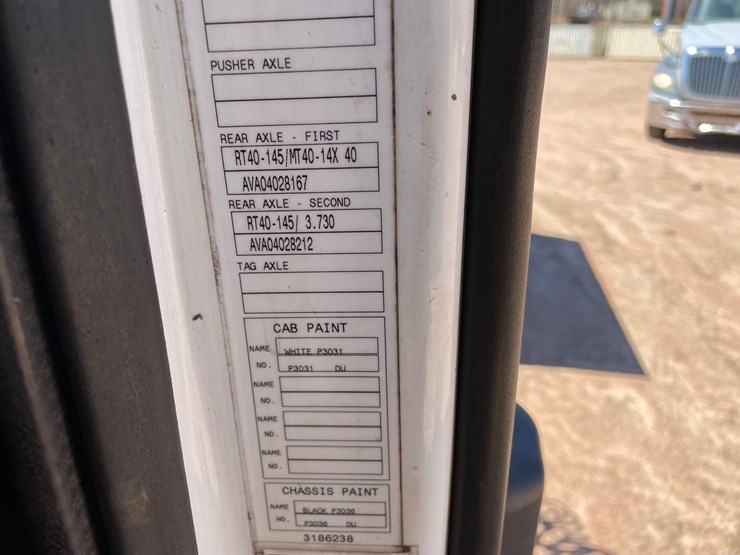 PUSHER AXLE
REAR AXLE - FIRST
RT40-145/MT40-14X 40
AVA04028167
REAR AXLE - SECOND
RT40-145/ 3.730
AVA04028212
TAG AXLE
CAB PAINT
NAME WHITE P3031
NO. P3031 DU
NAME
NO.
NAME
NO.
NAME
NO.
CHASSIS PAINT
NAME BLACK P3036
NO. P3036 DU
3186238